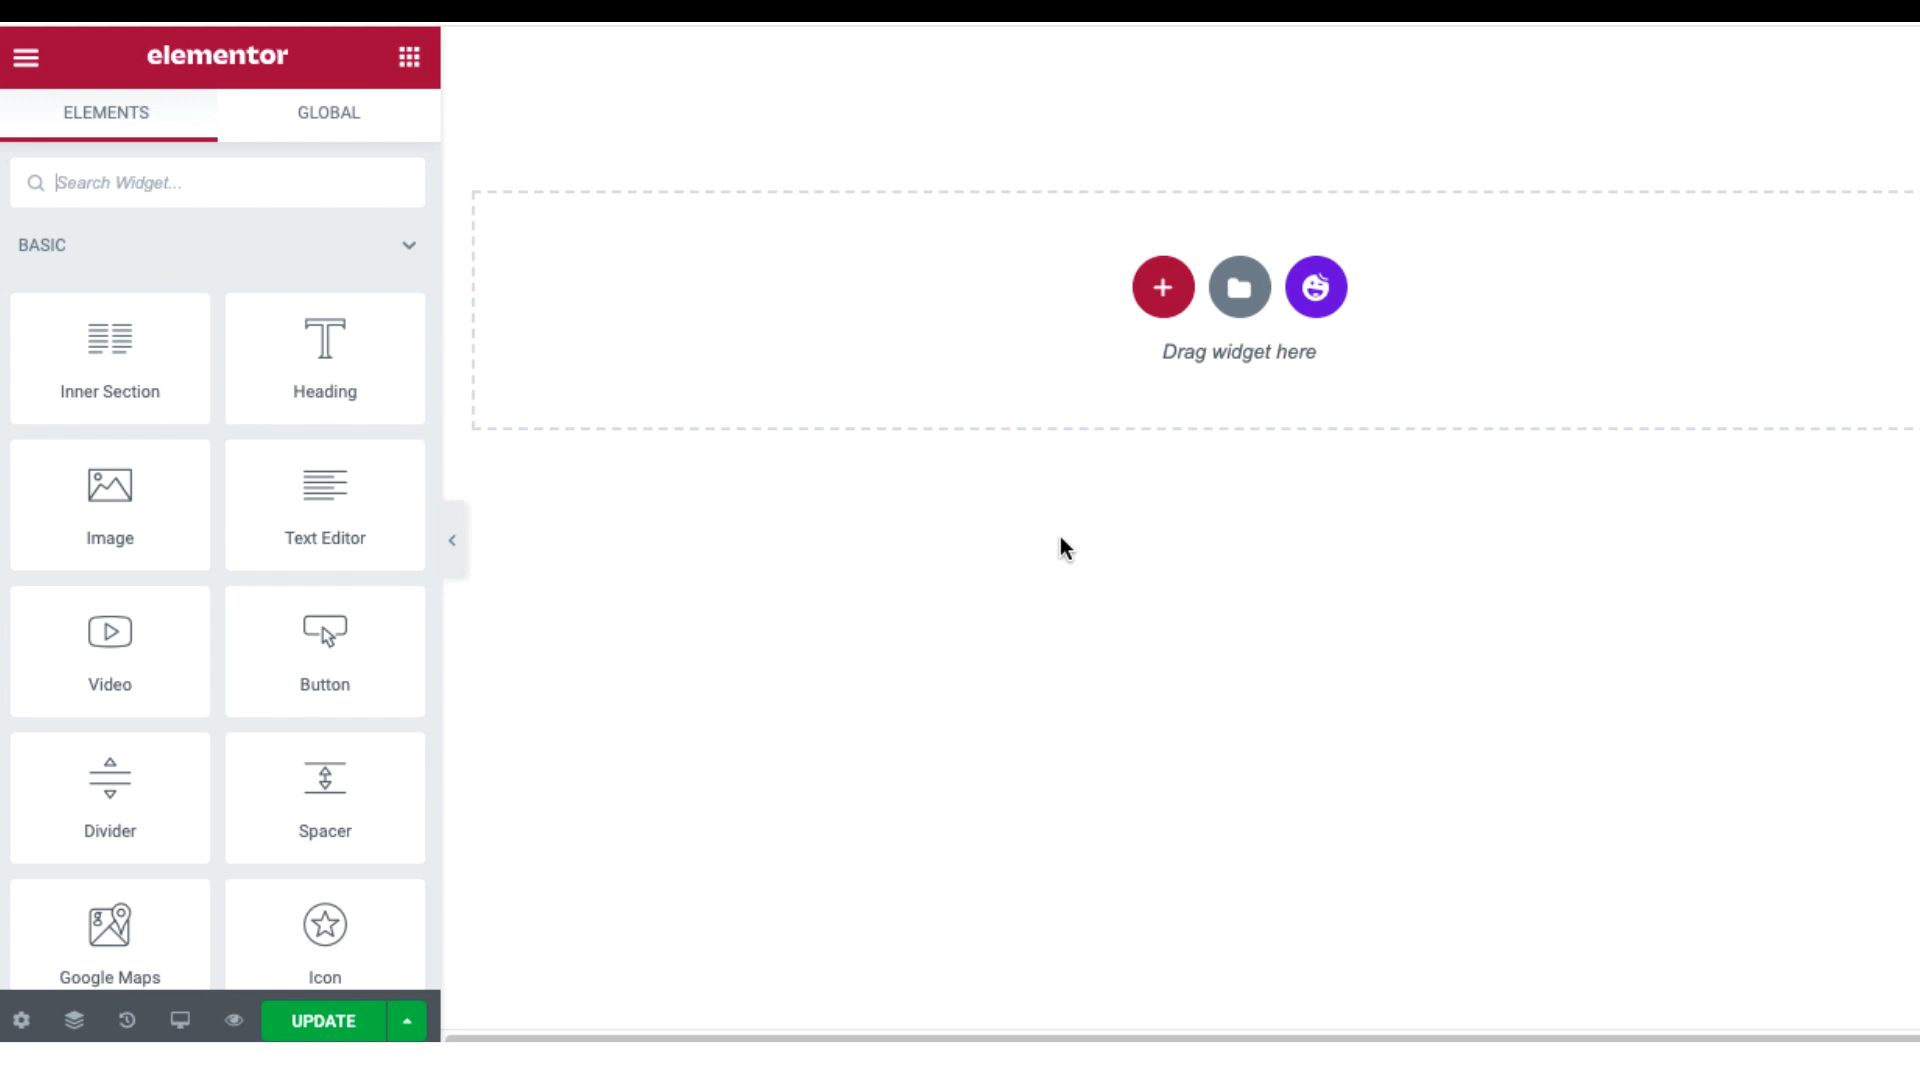 elementor
ELEMENTS
GLOBAL
Search Widget...
BASIC
Inner Section
Heading
Image
Text Editor
Video
Button
Divider
Spacer
Google Maps
Icon
UPDATE
Drag widget here